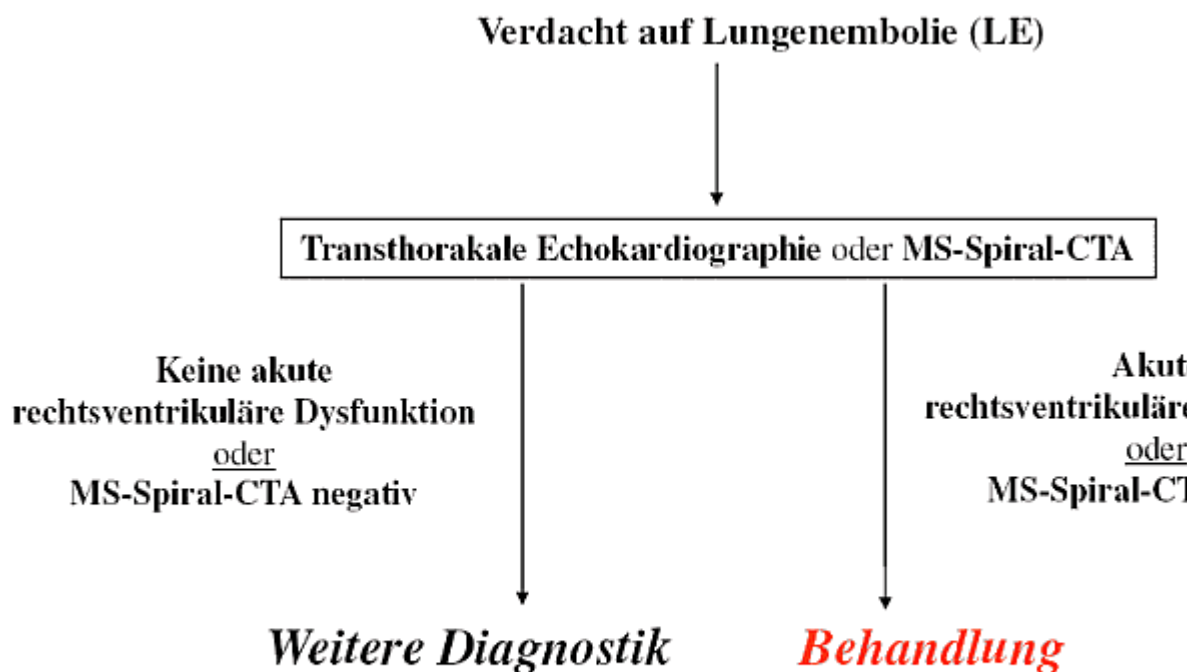 Verdacht auf Lungenembolie (LE)
Transthorakale Echokardiographie oder MS-Spiral-CTA
Keine akute
rechtsventrikuläre Dysfunktion
oder
MS-Spiral-CTA negativ
rechtsventrikuläre
oder
Weitere Diagnostik
Behandlung